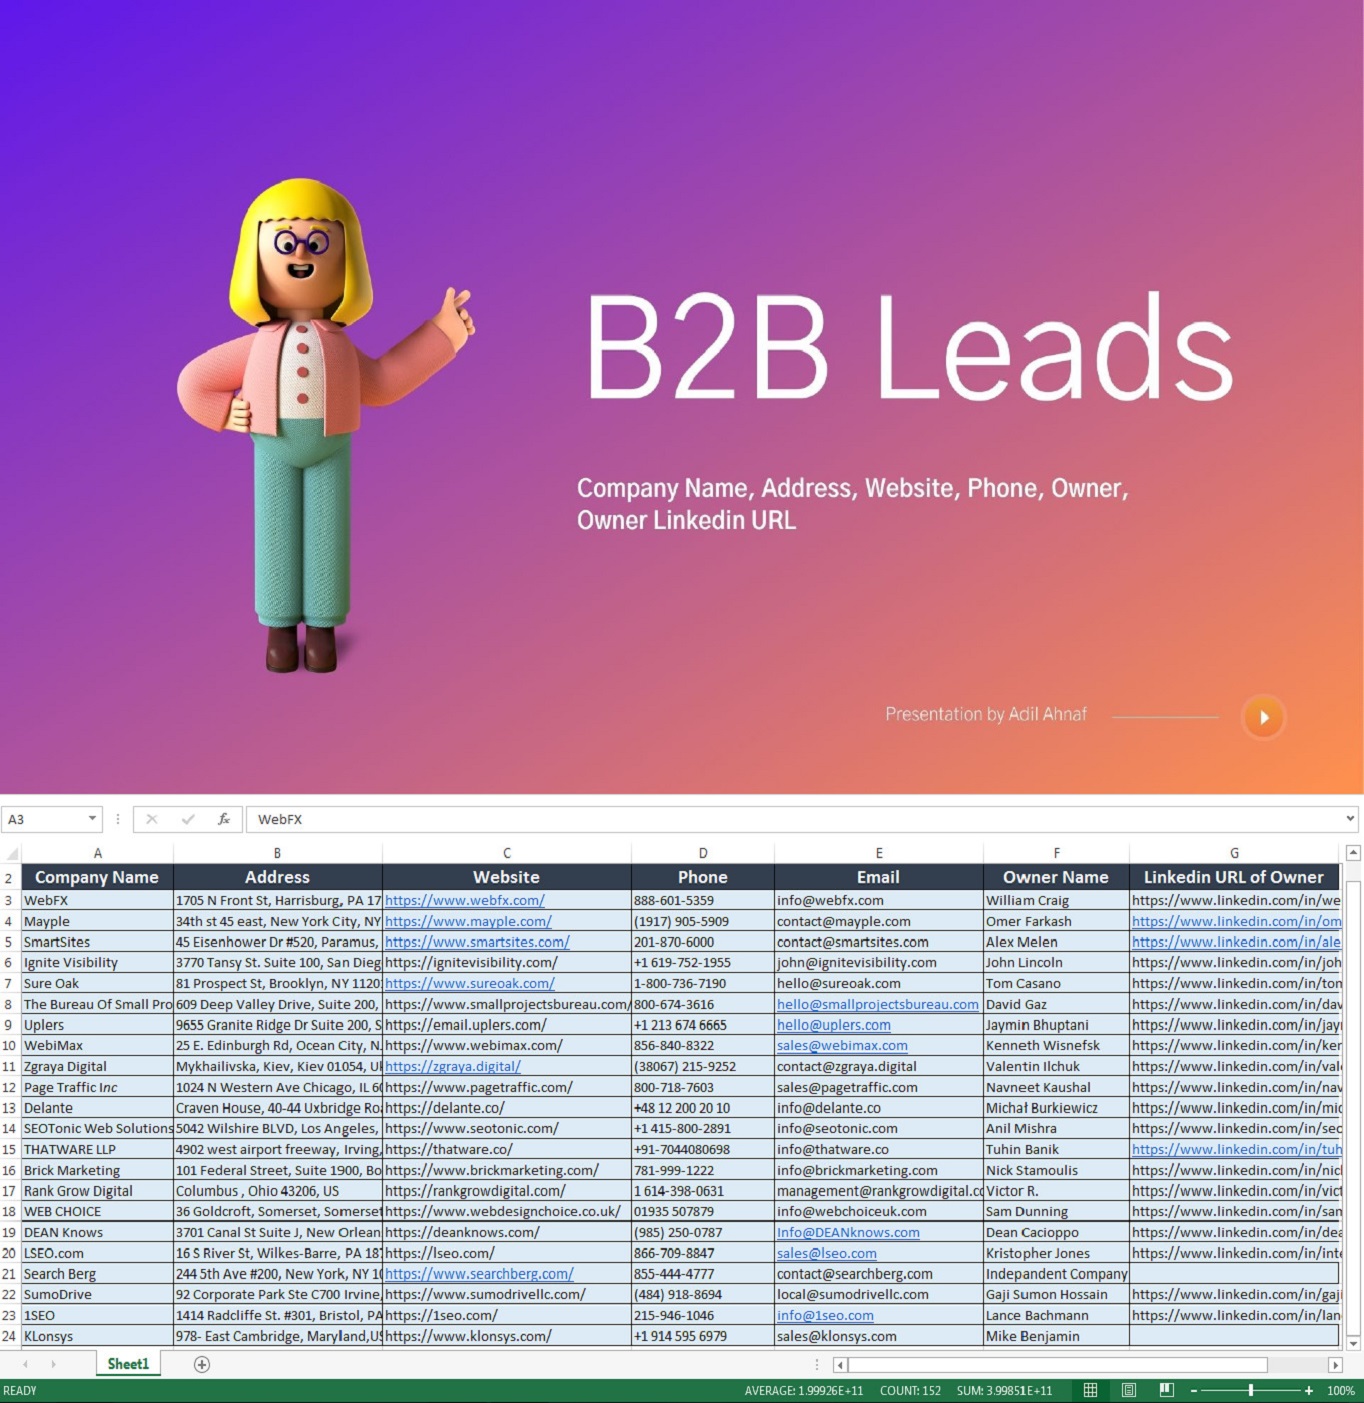 B2B Leads
Company Name, Address, Website, Phone, Owner,
Owner Linkedin URL
Presentation by Adil Ahnaf
A3 fx WebFX
A B C D E F G
2 Company Name Address Website Phone Email Owner Name Linkedin URL of Owner
3 WebFX 1705 N Front St, Harrisburg, PA 17 https://www.webfx.com/ 888-601-5359 info@webfx.com William Craig https://www.linkedin.com/in/we
4 Mayple 34th st 45 east, New York City, NY https://www.mayple.com/ (1917) 905-5909 contact@mayple.com Omer Farkash https://www.linkedin.com/in/om
5 SmartSites 45 Eisenhower Dr #520, Paramus, https://www.smartsites.com/ 201-870-6000 contact@smartsites.com Alex Melen https://www.linkedin.com/in/ale
6 Ignite Visibility 3770 Tansy St. Suite 100, San Dieg https://ignitevisibility.com/ +1 619-752-1955 john@ignitevisibility.com John Lincoln https://www.linkedin.com/in/joh
7 Sure Oak 81 Prospect St, Brooklyn, NY 1120 https://www.sureoak.com/ 1-800-736-7190 hello@sureoak.com Tom Casano https://www.linkedin.com/in/ton
8 The Bureau Of Small Pro 609 Deep Valley Drive, Suite 200, https://www.smallprojectsbureau.com/ 800-674-3616 hello@smallprojectsbureau.com David Gaz https://www.linkedin.com/in/dav
9 Uplers 9655 Granite Ridge Dr Suite 200, S https://email.uplers.com/ +1 213 674 6665 hello@uplers.com Jaymin Bhuptani https://www.linkedin.com/in/jayı
10 WebiMax 25 E. Edinburgh Rd, Ocean City, N. https://www.webimax.com/ 856-840-8322 sales@webimax.com Kenneth Wisnefsk https://www.linkedin.com/in/ker
11 Zgraya Digital Mykhailivska, Kiev, Kiev 01054, Uk https://zgraya.digital/ (38067) 215-9252 contact@zgraya.digital Valentin Ilchuk https://www.linkedin.com/in/vale
12 Page Traffic Inc 1024 N Western Ave Chicago, IL 60 https://www.pagetraffic.com/ 800-718-7603 sales@pagetraffic.com Navneet Kaushal https://www.linkedin.com/in/nav
13 Delante Craven House, 40-44 Uxbridge Ro https://delante.co/ +48 12 200 20 10 info@delante.co Michał Burkiewicz https://www.linkedin.com/in/mic
14 SEOTonic Web Solutions 5042 Wilshire BLVD, Los Angeles, https://www.seotonic.com/ +1 415-800-2891 info@seotonic.com Anil Mishra https://www.linkedin.com/in/seo
15 THATWARE LLP 4902 west airport freeway, Irving, https://thatware.co/ +91-7044080698 info@thatware.co Tuhin Banik https://www.linkedin.com/in/tuh
16 Brick Marketing 101 Federal Street, Suite 1900, Bo https://www.brickmarketing.com/ 781-999-1222 info@brickmarketing.com Nick Stamoulis https://www.linkedin.com/in/nicl
17 Rank Grow Digital Columbus , Ohio 43206, US https://rankgrowdigital.com/ 1 614-398-0631 management@rankgrowdigital.co Victor R. https://www.linkedin.com/in/vict
18 WEB CHOICE 36 Goldcroft, Somerset, Somerset https://www.webdesignchoice.co.uk/ 01935 507879 info@webchoiceuk.com Sam Dunning https://www.linkedin.com/in/san
19 DEAN Knows 3701 Canal St Suite J, New Orlean https://deanknows.com/ (985) 250-0787 Info@DEANknows.com Dean Cacioppo https://www.linkedin.com/in/dea
20 LSEO.com 16 S River St, Wilkes-Barre, PA 187 https://lseo.com/ 866-709-8847 sales@lseo.com Kristopher Jones https://www.linkedin.com/in/inte
21 Search Berg 244 5th Ave #200, New York, NY 10 https://www.searchberg.com/ 855-444-4777 contact@searchberg.com Independant Company
22 SumoDrive 92 Corporate Park Ste C700 Irvine, https://www.sumodrivellc.com/ (484) 918-8694 local@sumodrivellc.com Gaji Sumon Hossain https://www.linkedin.com/in/gaji
23 1SEO 1414 Radcliffe St. #301, Bristol, PA https://1seo.com/ 215-946-1046 info@1seo.com Lance Bachmann https://www.linkedin.com/in/lan
24 KLonsys 978- East Cambridge, Maryland,US https://www.klonsys.com/ +1 914 595 6979 sales@klonsys.com Mike Benjamin
Sheet1
READY AVERAGE: 1.99926E+11 COUNT: 152 SUM: 3.99851E+11 100%